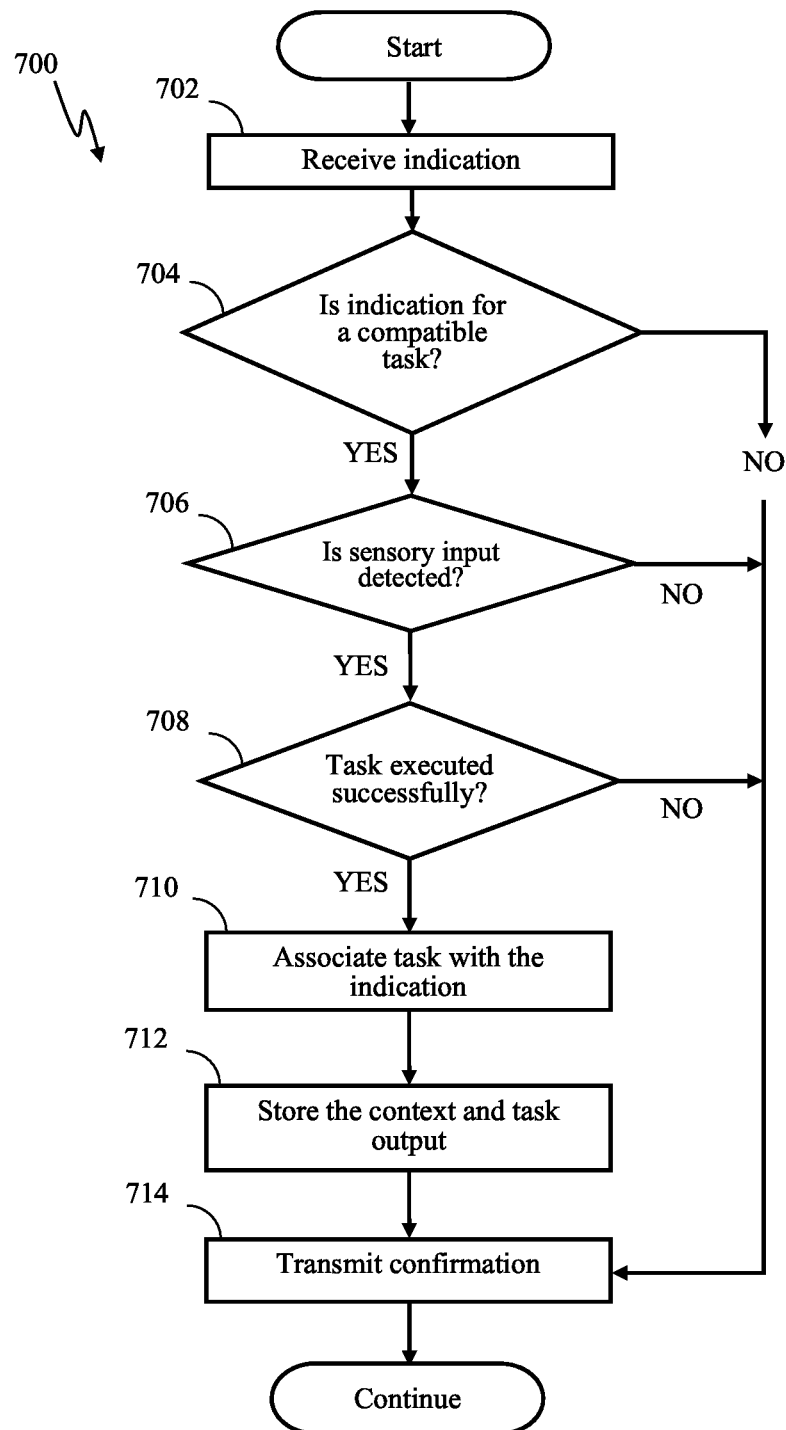 Start
700
702
Receive indication
704
Is indication for
a compatible
task?
YES
NO
706
Is sensory input
detected?
NO
YES
708
Task executed
successfully?
NO
YES
710
Associate task with the
indication
712
Store the context and task
output
714
Transmit confirmation
Continue